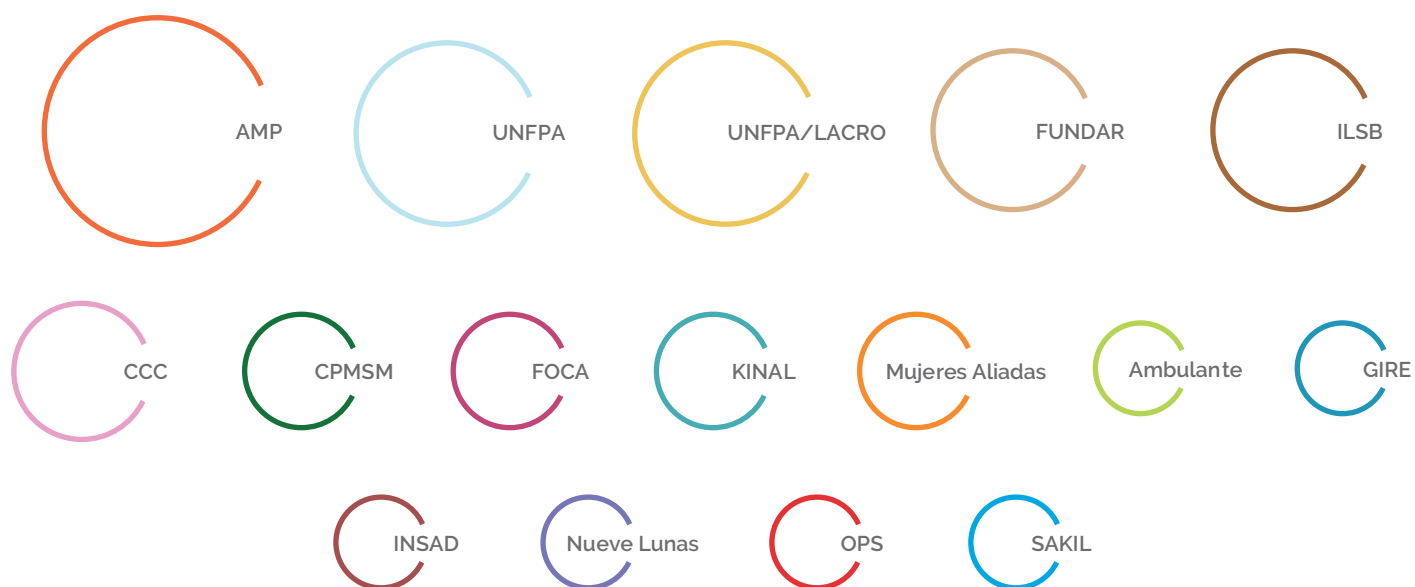 AMP
UNFPA
UNFPA/LACRO
FUNDAR
ILSB
CCC
CPMSM
FOCA
KINAL
Mujeres Aliadas
Ambulante
GIRE
INSAD
Nueve Lunas
OPS
SAKIL